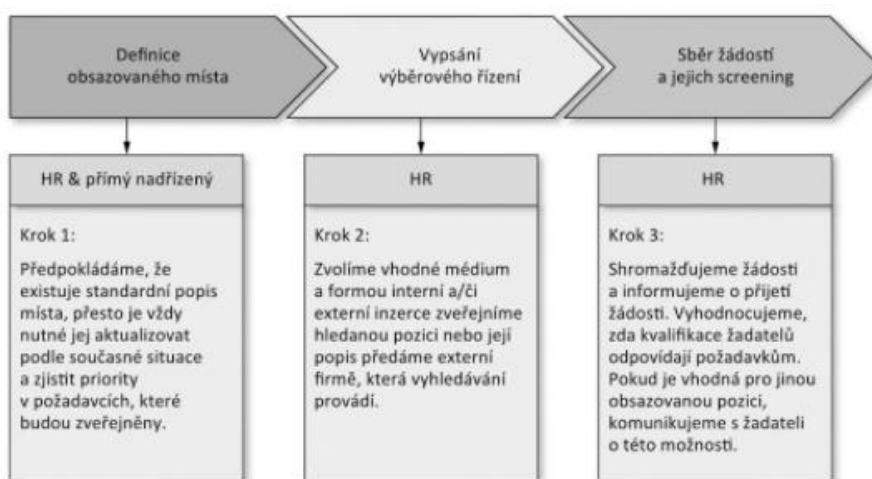 Definice
obsazovaného místa
Vypsání
výběrového řízení
Sběr žádostí
a jejich screening
HR & přímý nadřízený
HR
HR
Krok 1:
Předpokládáme, že
existuje standardní popis
místa, přesto je vždy
nutné jej aktualizovat
podle současné situace
a zjistit priority
v požadavcích, které
budou zveřejněny.
Krok 2:
Zvolíme vhodné médium
a formou interní a/či
externí inzerce zveřejníme
hledanou pozici nebo její
popis předáme externí
firmě, která vyhledávání
provádí.
Krok 3:
Shromažďujeme žádosti
a informujeme o přijetí
žádosti. Vyhodnocujeme,
zda kvalifikace žadatelů
odpovídají požadavkům.
Pokud je vhodná pro jinou
obsazovanou pozici,
komunikujeme s žadateli
o této možnosti.